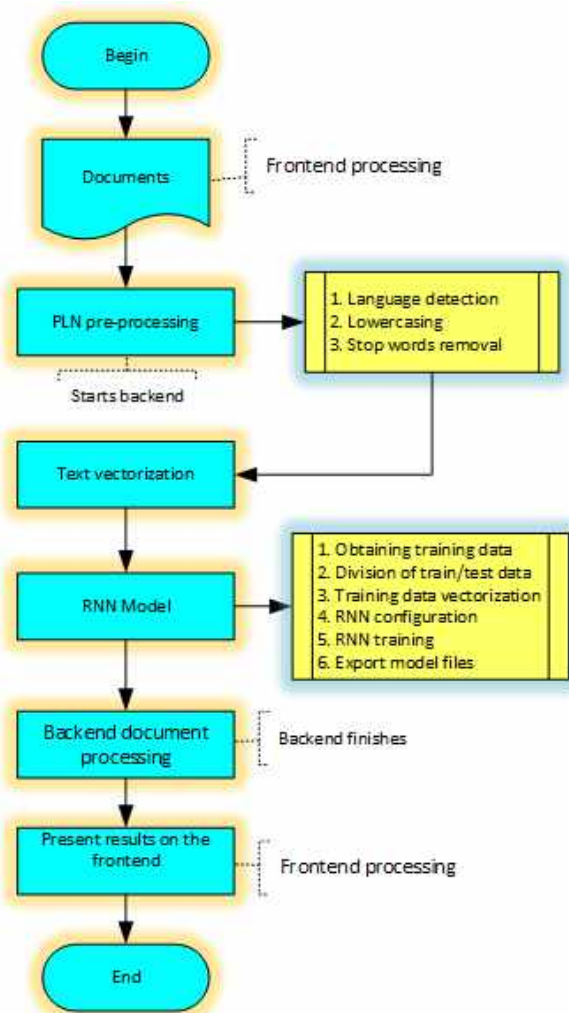 Begin
Documents
Frontend processing
PLN pre-processing
1. Language detection
2. Lowercasing
3. Stop words removal
Starts backend
Text vectorization
RNN Model
1. Obtaining training data
2. Division of train/test data
3. Training data vectorization
4. RNN configuration
5. RNN training
6. Export model files
Backend document
processing
Backend finishes
Present results on the
frontend
Frontend processing
End